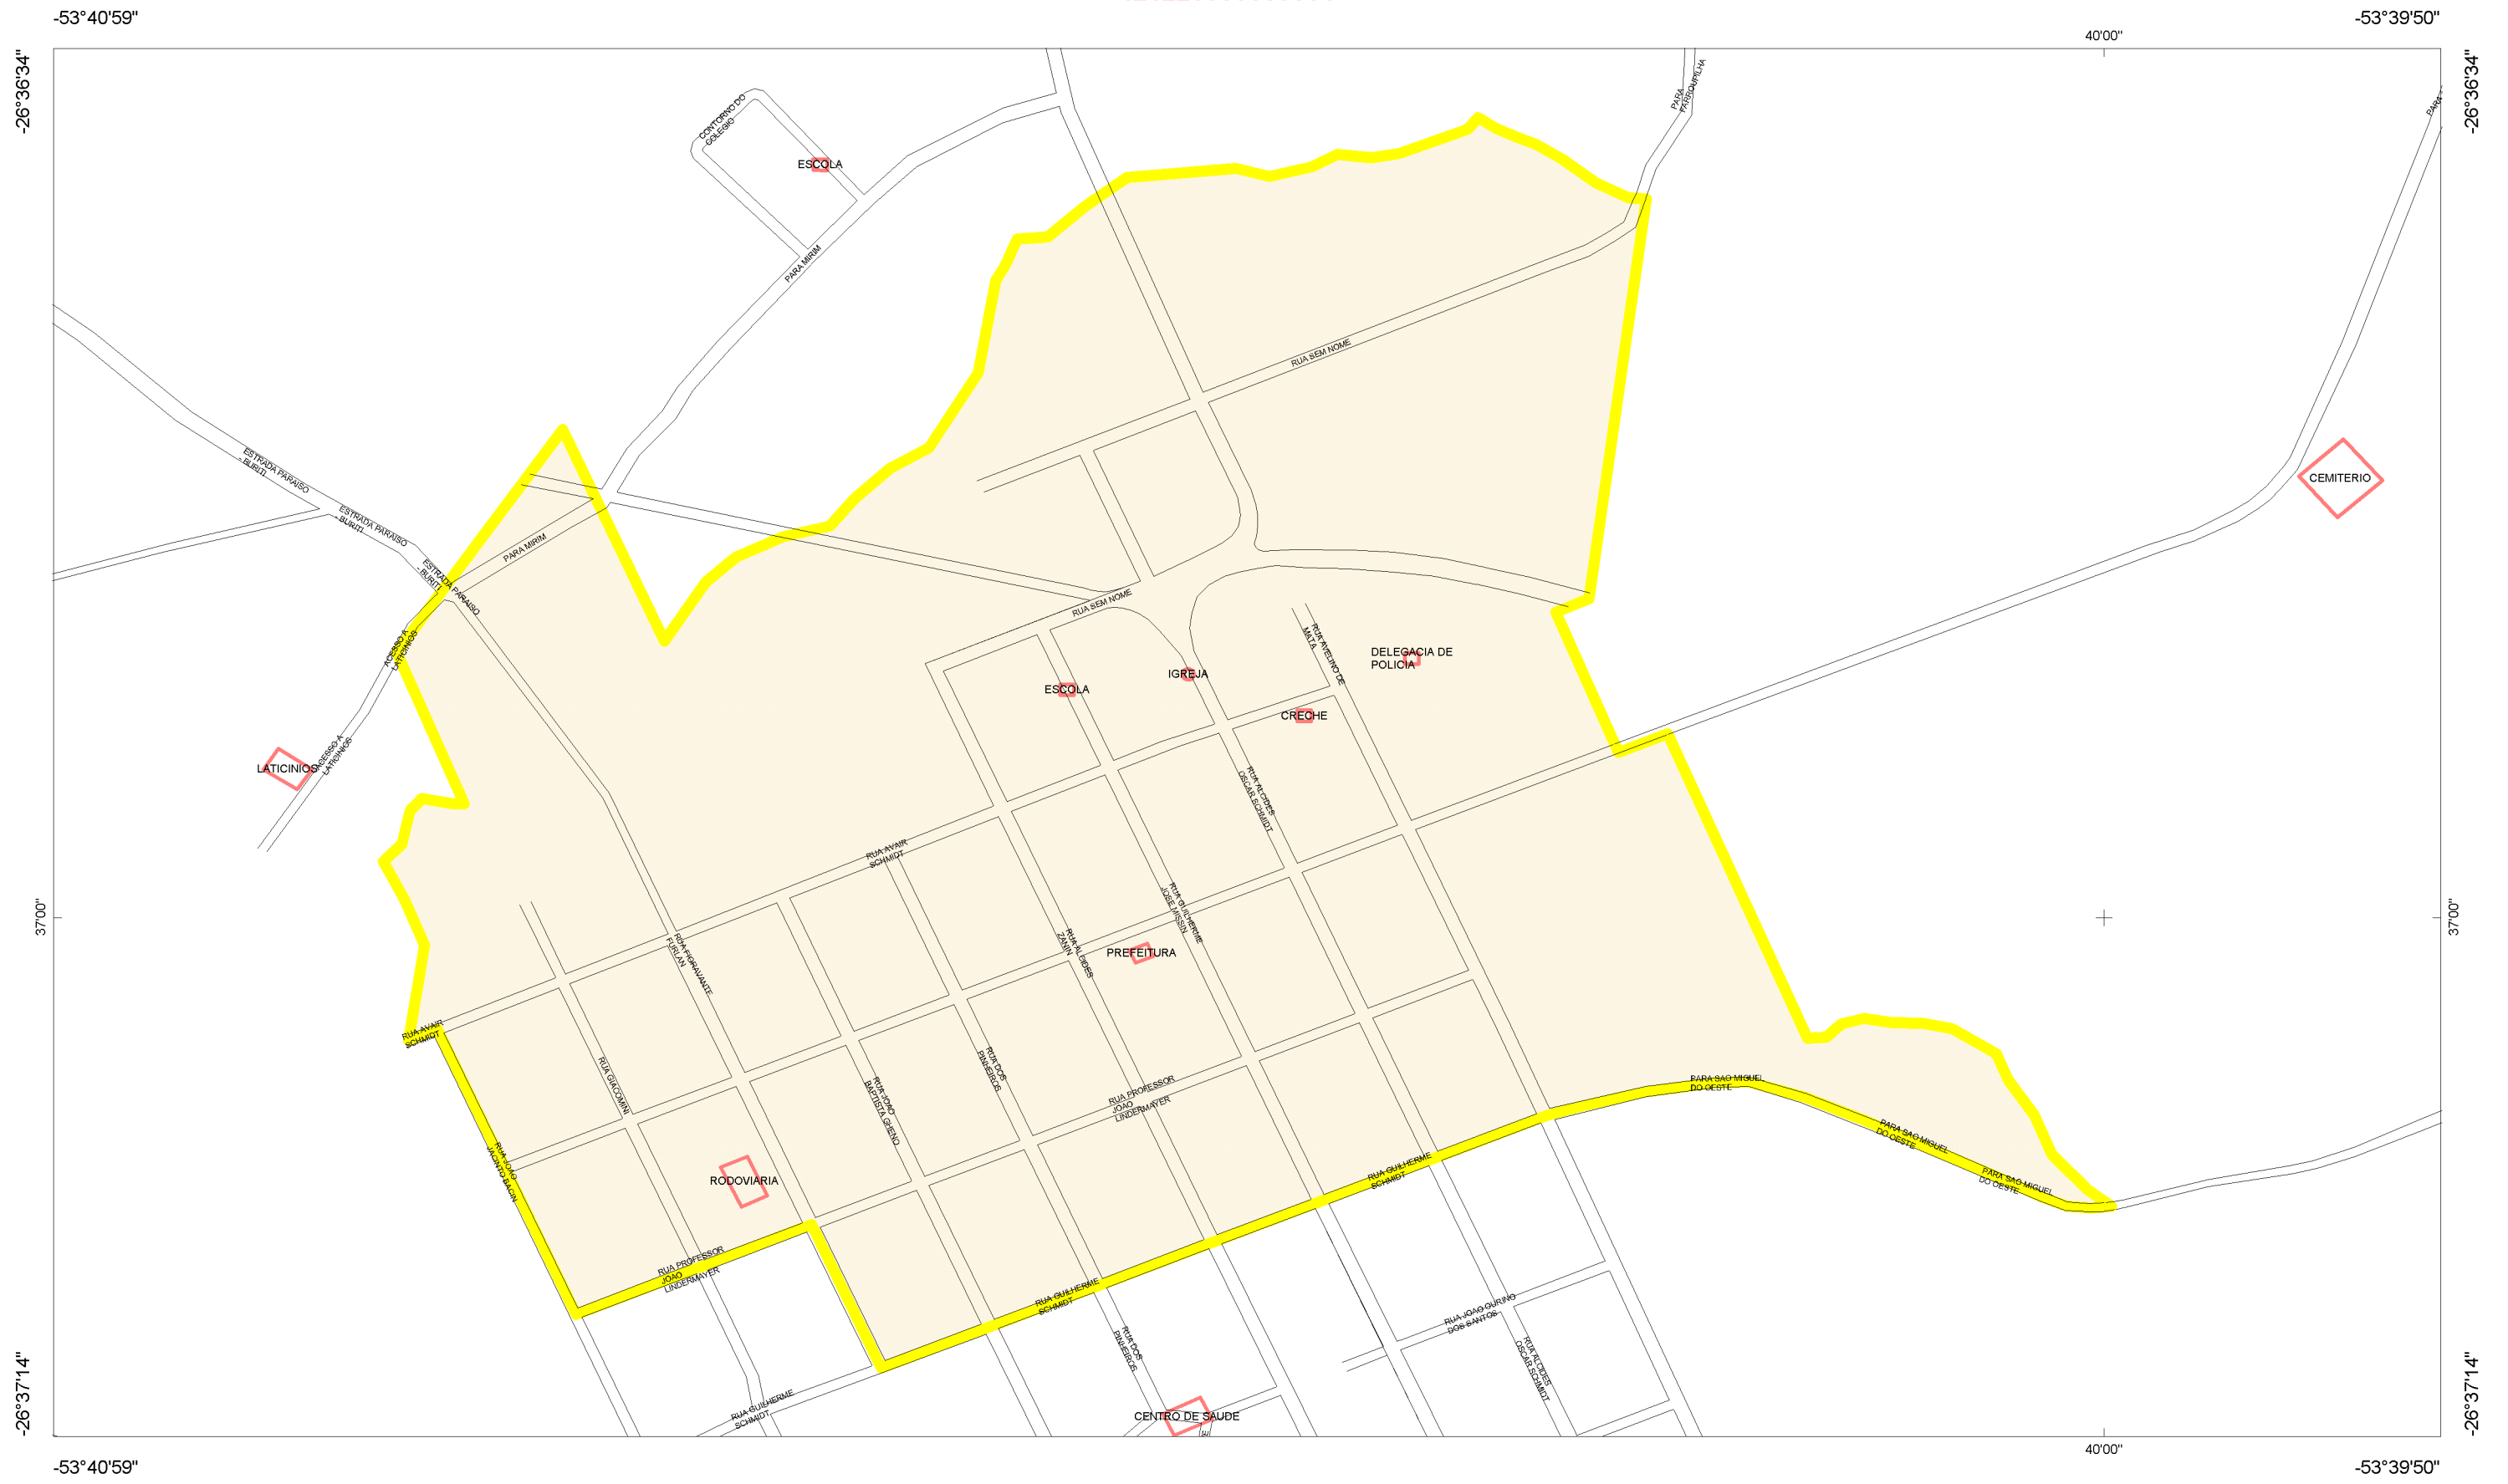 -53°40'59"
-53°39'50"
40'00"
-26°36'34"
-26°36'34"
PARA
FARROUPILHA
PARA -
CONTORNO DO
COLEGIO
ESCOLA
PARA MIRIM
RUA SEM NOME
ESTRADA PARAISO
- BURITI
ESTRADA PARAISO
- BURITI
CEMITERIO
PARA MIRIM
ESTRADA PARAISO
- BURITI
RUA SEM NOME
ACESSO A
LATICINIOS
RUA AVELINO DE
MATA
DELEGACIA DE
POLICIA
IGREJA
ESCOLA
CRECHE
LATICINIOS
ACESSO A
LATICINIOS
RUA ALCIDES
OSCAR SCHMIDT
RUA AVAIR
SCHMIDT
37'00"
37'00"
RUA GUILHERME
JOSE MISSIN
RUA ALCIDES
ZANIN
PREFEITURA
RUA FIORAVANTE
FURLAN
RUA AVAIR
SCHMIDT
RUA GIACOMINI
RUA DOS
PINHEIROS
RUA JOAO
BAPTISTA GHENO
RUA PROFESSOR
JOAO
LINDERMAYER
PARA SAO MIGUEL
DO OESTE
PARA SAO MIGUEL
DO OESTE
PARA SAO MIGUEL
DO OESTE
RUA JOAO
JACINTO BACIN
RODOVIARIA
RUA GUILHERME
SCHMIDT
RUA PROFESSOR
JOAO
LINDERMAYER
RUA GUILHERME
SCHMIDT
RUA JOAO OURINO
DOS SANTOS
RUA DOS
PINHEIROS
RUA ALCIDES
OSCAR SCHMIDT
RUA GUILHERME
SCHMIDT
CENTRO DE SAUDE
-26°37'14"
-26°37'14"
40'00"
-53°40'59"
-53°39'50"